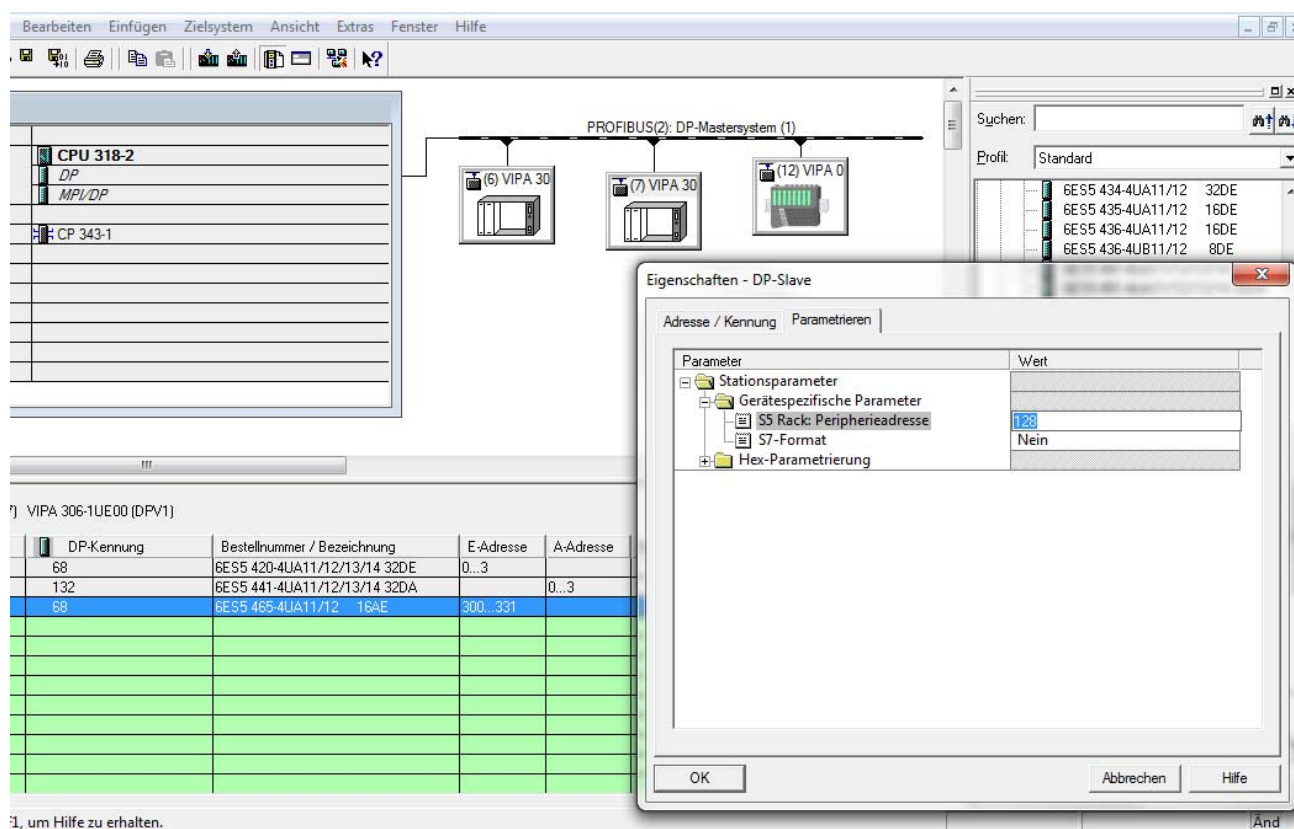 Bearbeiten Einfügen Zielsystem Ansicht Extras Fenster Hilfe
PROFIBUS(2): DP-Mastersystem (1)
CPU 318-2
DP
MPI/DP
CP 343-1
(6) VIPA 30
(7) VIPA 30
(12) VIPA 0
Suchen:
Profil: Standard
6ES5 434-4UA11/12 32DE
6ES5 435-4UA11/12 16DE
6ES5 436-4UA11/12 16DE
6ES5 436-4UB11/12 8DE
Eigenschaften - DP-Slave
Adresse / Kennung Parametrieren
Parameter Wert
Stationsparameter
Gerätespezifische Parameter
S5 Rack: Peripherieadresse 128
S7-Format Nein
Hex-Parametrierung
OK Abbrechen Hilfe
7) VIPA 306-1UE00 (DPV1)
DP-Kennung Bestellnummer / Bezeichnung E-Adresse A-Adresse
68 6ES5 420-4UA11/12/13/14 32DE 0...3
132 6ES5 441-4UA11/12/13/14 32DA 0...3
68 6ES5 465-4UA11/12 16AE 300...331
F1, um Hilfe zu erhalten.
Änd